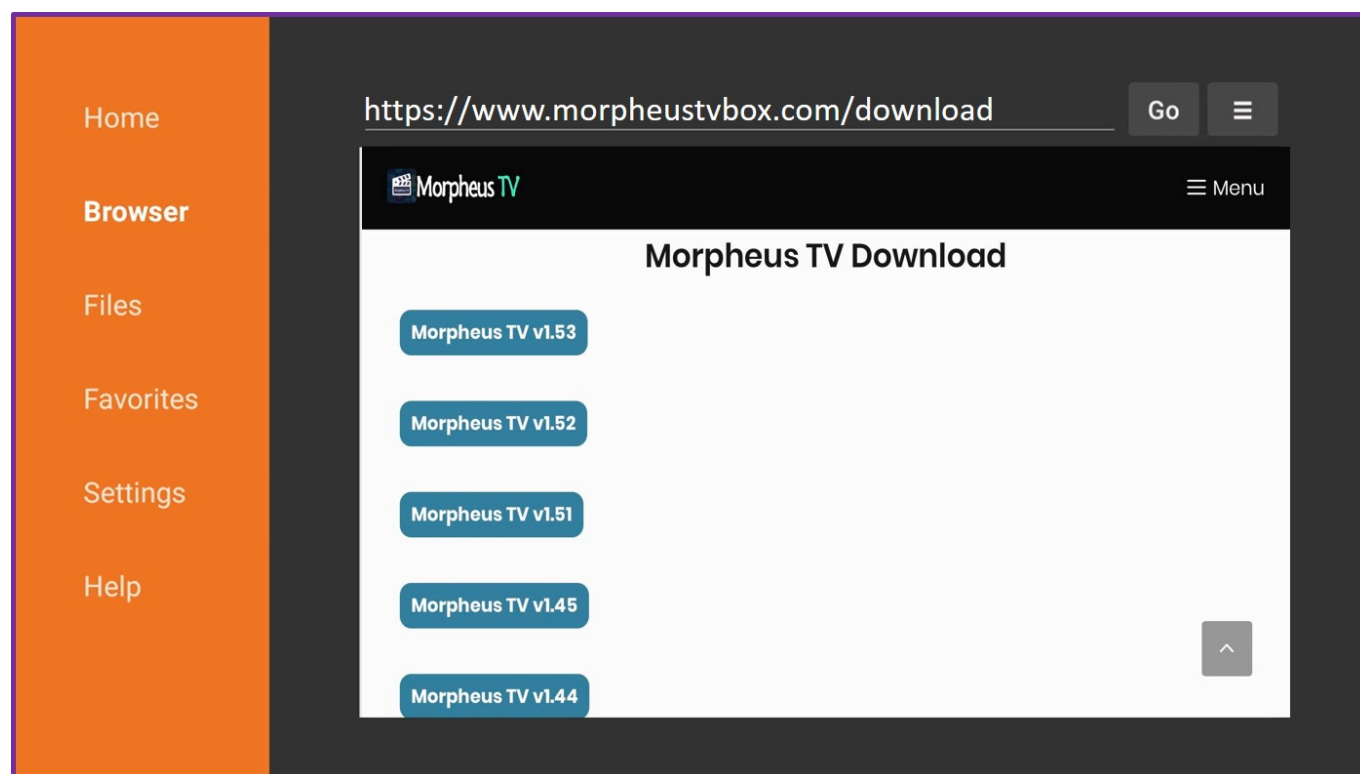 Home
Browser
Files
Favorites
Settings
Help
https://www.morpheustvbox.com/download
Go
Morpheus TV
Menu
Morpheus TV Download
Morpheus TV v1.53
Morpheus TV v1.52
Morpheus TV v1.51
Morpheus TV v1.45
Morpheus TV v1.44